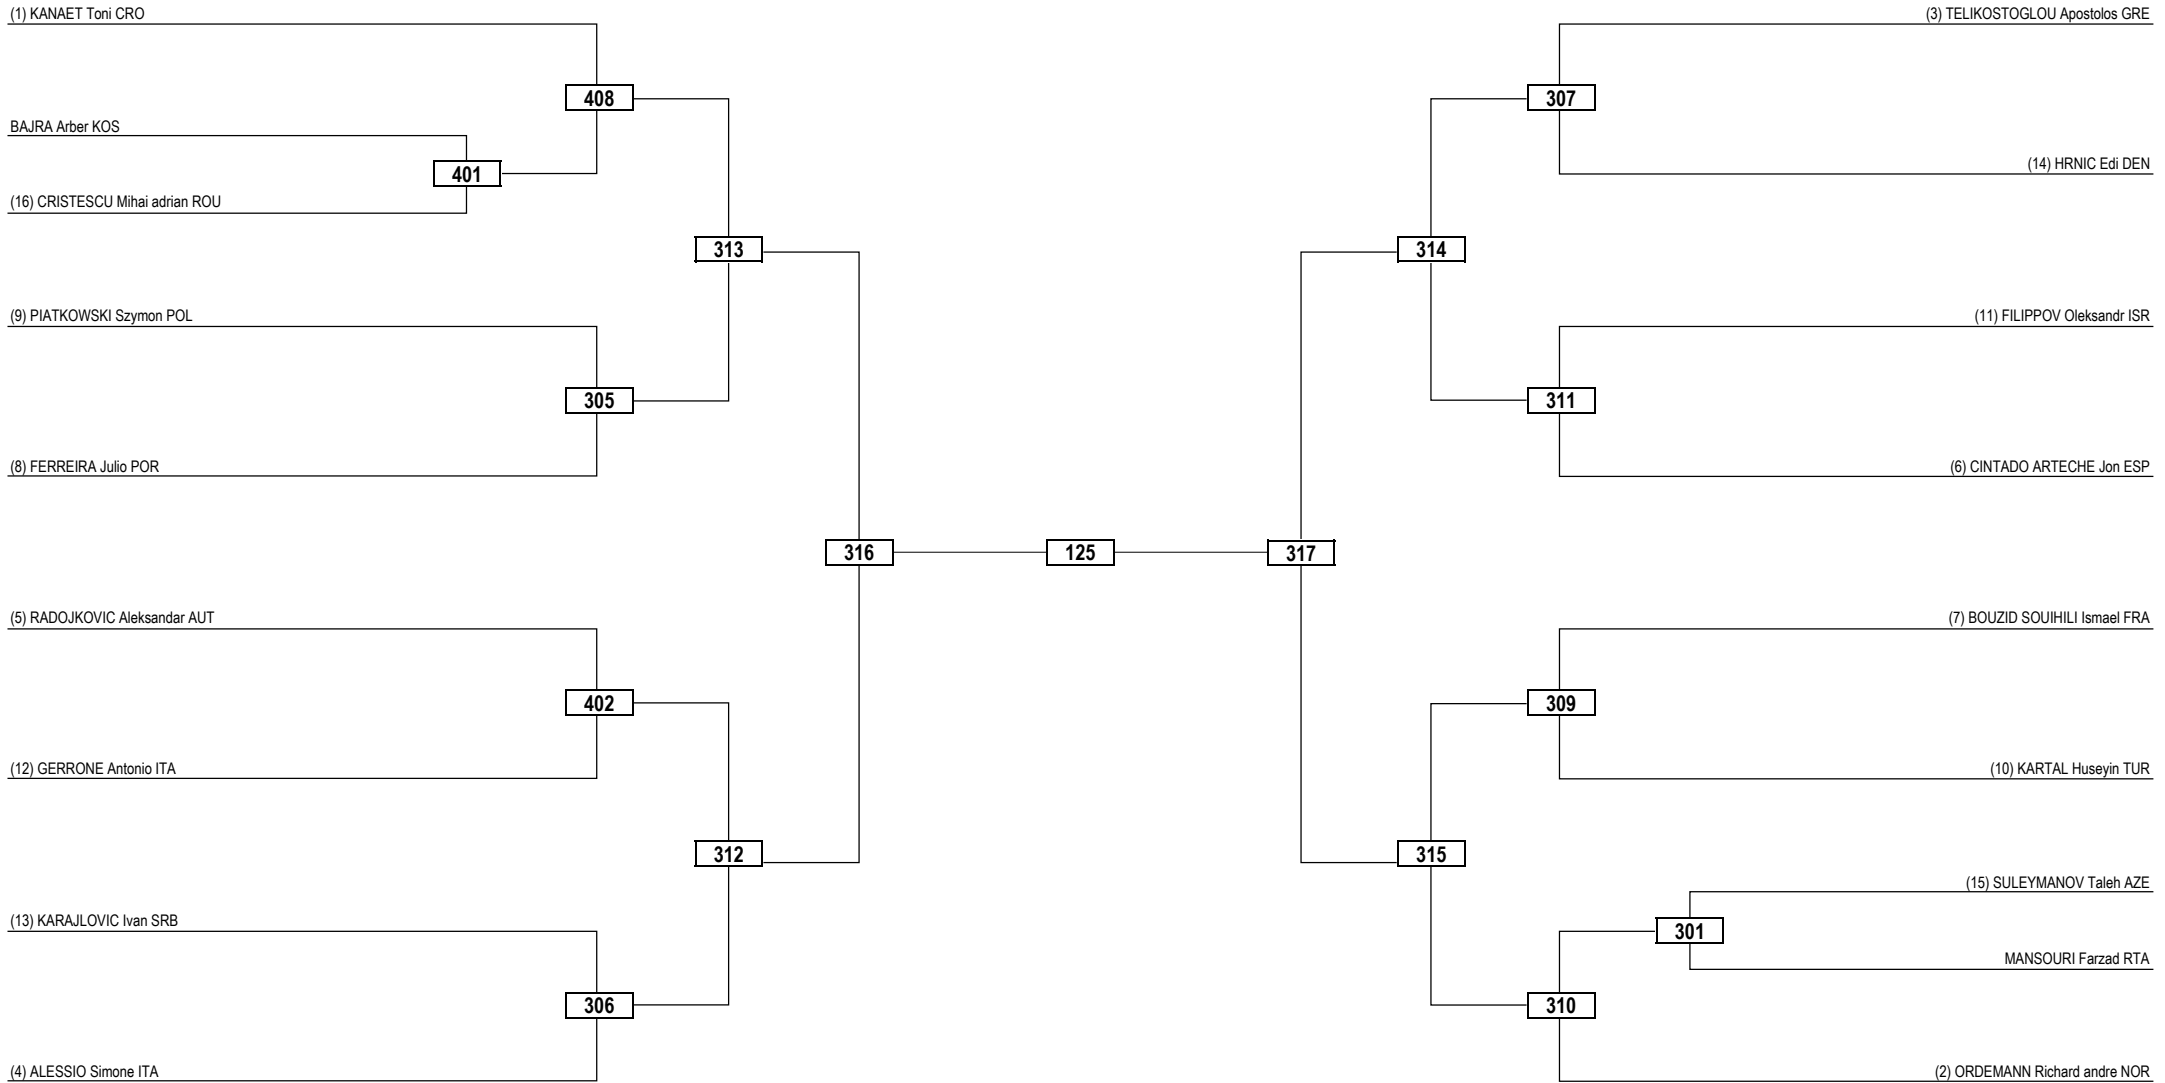 (1) KANAET Toni CRO
(3) TELIKOSTOGLOU Apostolos GRE
408
307
BAJRA Arber KOS
401
(14) HRNIC Edi DEN
(16) CRISTESCU Mihai adrian ROU
313
314
(9) PIATKOWSKI Szymon POL
(11) FILIPPOV Oleksandr ISR
305
311
(8) FERREIRA Julio POR
(6) CINTADO ARTECHE Jon ESP
316
125
317
(5) RADOJKOVIC Aleksandar AUT
(7) BOUZID SOUIHILI Ismael FRA
402
309
(12) GERRONE Antonio ITA
(10) KARTAL Huseyin TUR
312
315
(15) SULEYMANOV Taleh AZE
(13) KARAJLOVIC Ivan SRB
301
MANSOURI Farzad RTA
306
310
(4) ALESSIO Simone ITA
(2) ORDEMANN Richard andre NOR